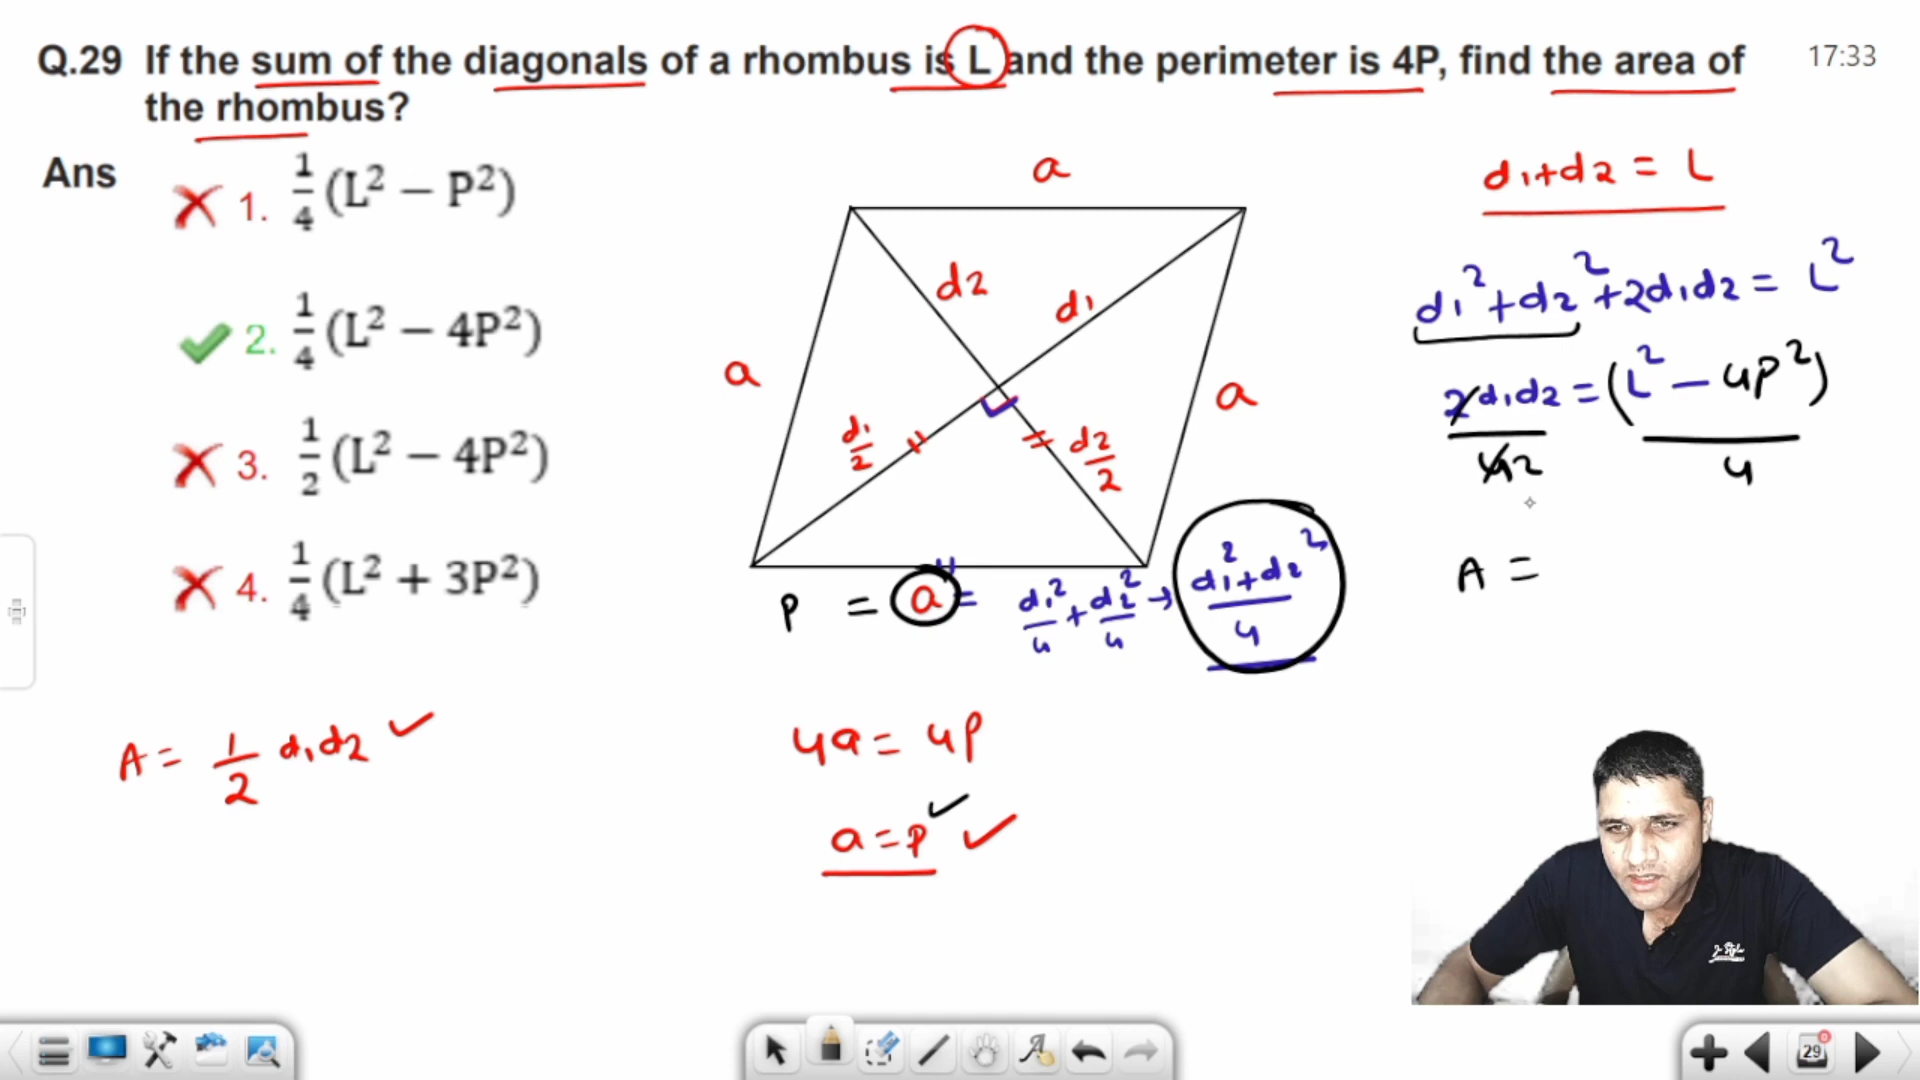 Q.29 If the sum of the diagonals of a rhombus is L and the perimeter is 4P, find the area of
the rhombus?
17:33
Ans
1. 1/4 (L² − P²)
2. 1/4 (L² − 4P²)
3. 1/2 (L² − 4P²)
4. 1/4 (L² + 3P²)
a
a
a
d2
d1
d1/2
d2/2
P = a² = d1²/4 + d2²/4 → (d1² + d2²)/4
4a = 4P
a = P
A = 1/2 d1d2
d1+d2 = L
d1² + d2² + 2d1d2 = L²
2d1d2/42 = (L² − 4P²)/4
A =
29